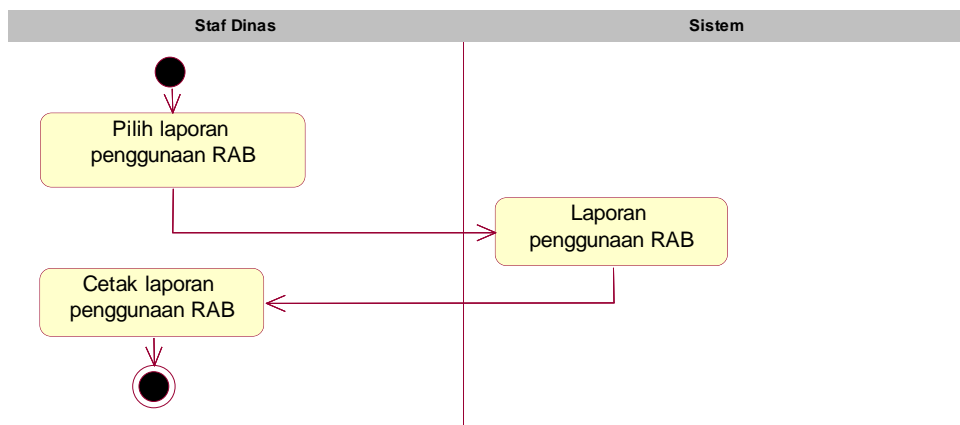 Staf Dinas
Sistem
Pilih laporan
penggunaan RAB
Laporan
penggunaan RAB
Cetak laporan
penggunaan RAB